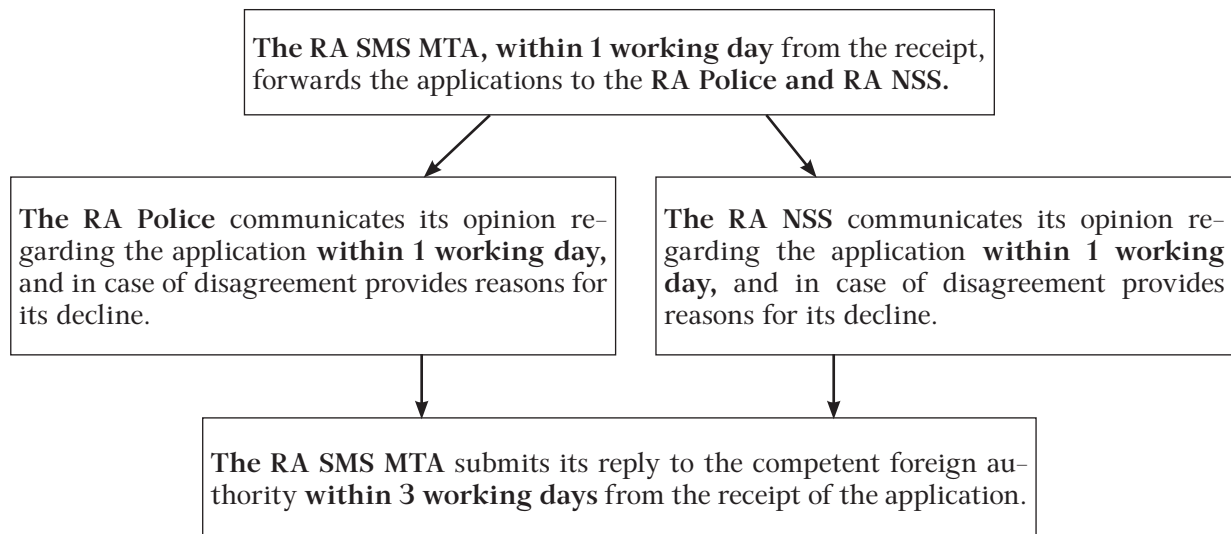 The RA SMS MTA, within 1 working day from the receipt,
forwards the applications to the RA Police and RA NSS.
The RA Police communicates its opinion re-
garding the application within 1 working day,
and in case of disagreement provides reasons for
its decline.
The RA NSS communicates its opinion re-
garding the application within 1 working
day, and in case of disagreement provides
reasons for its decline.
The RA SMS MTA submits its reply to the competent foreign au-
thority within 3 working days from the receipt of the application.